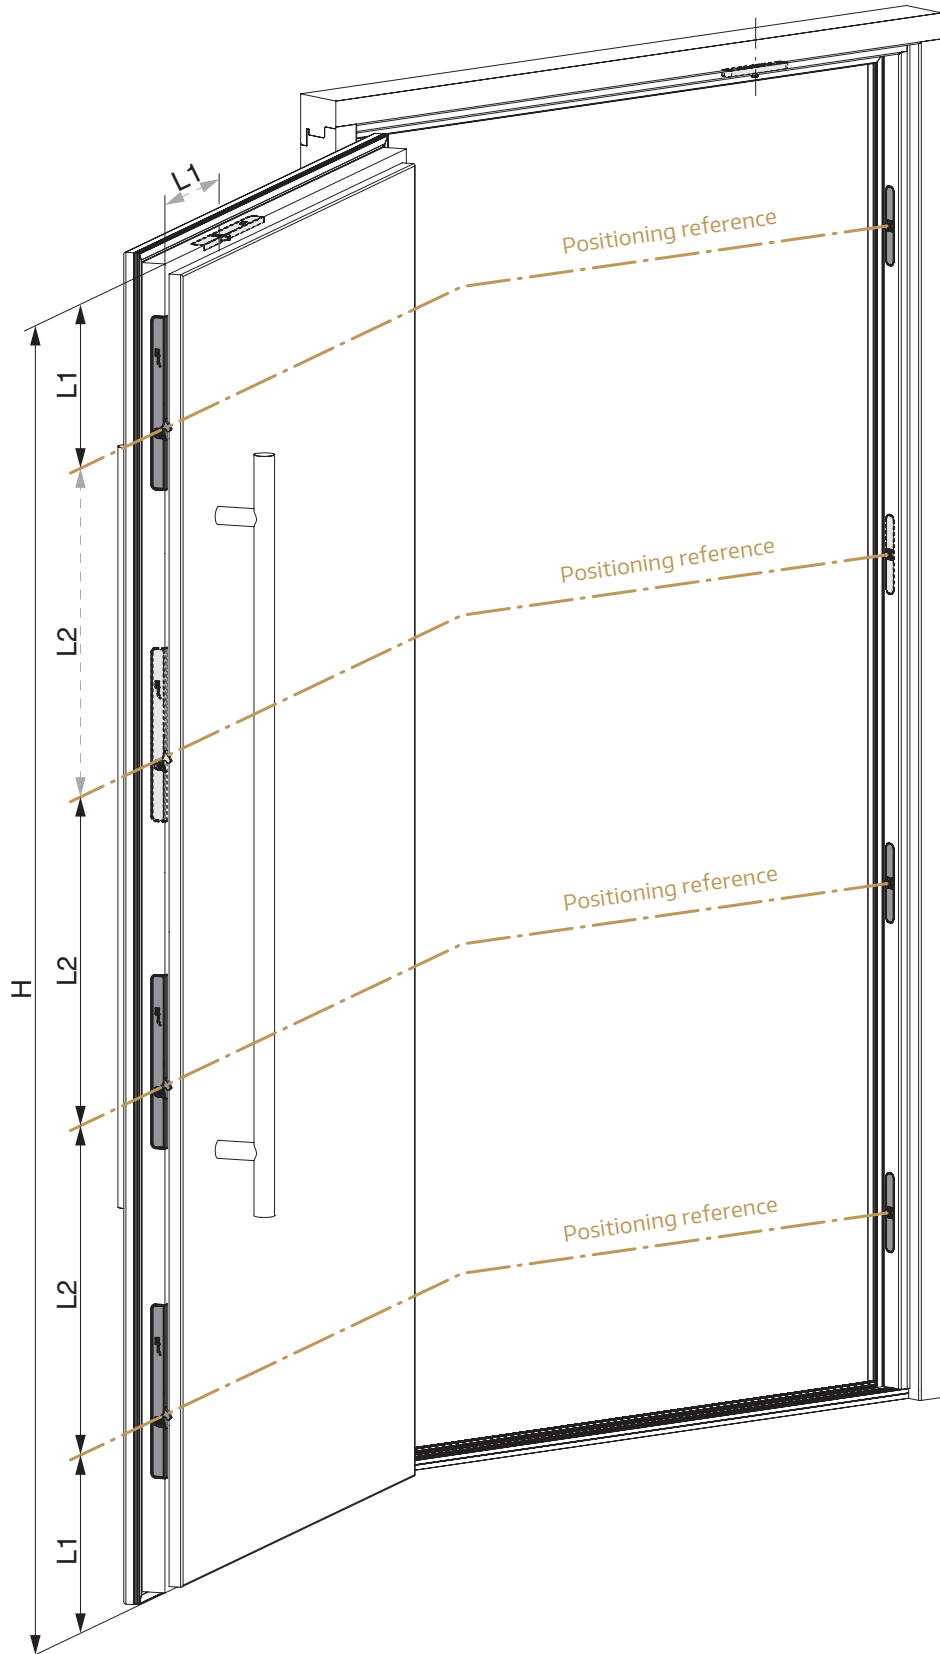 L1
Positioning reference
L1
Positioning reference
L2
Positioning reference
L2
H
Positioning reference
L2
L1